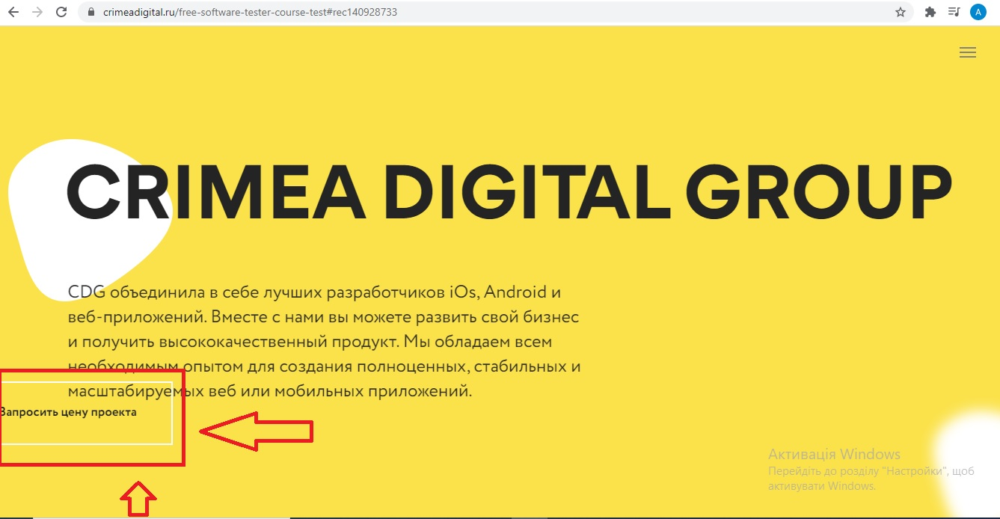 crimeadigital.ru/free-software-tester-course-test#rec140928733
A
CRIMEA DIGITAL GROUP
CDG объединила в себе лучших разработчиков iOs, Android и
веб-приложений. Вместе с нами вы можете развить свой бизнес
и получить высококачественный продукт. Мы обладаем всем
необходимым опытом для создания полноценных, стабильных и
масштабируемых веб или мобильных приложений.
Запросить цену проекта
Активація Windows
Перейдіть до розділу "Настройки", щоб
активувати Windows.